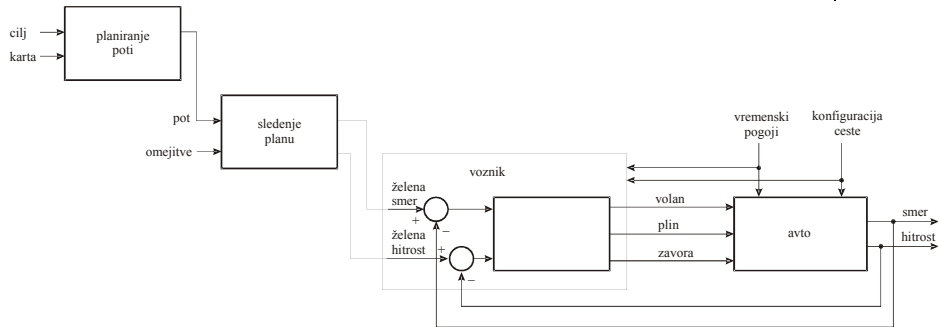 cilj
karta
planiranje
poti
pot
omejitve
sledenje
planu
voznik
želena
smer
+
−
želena
hitrost
+
−
volan
plin
zavora
vremenski
pogoji
konfiguracija
ceste
avto
smer
hitrost